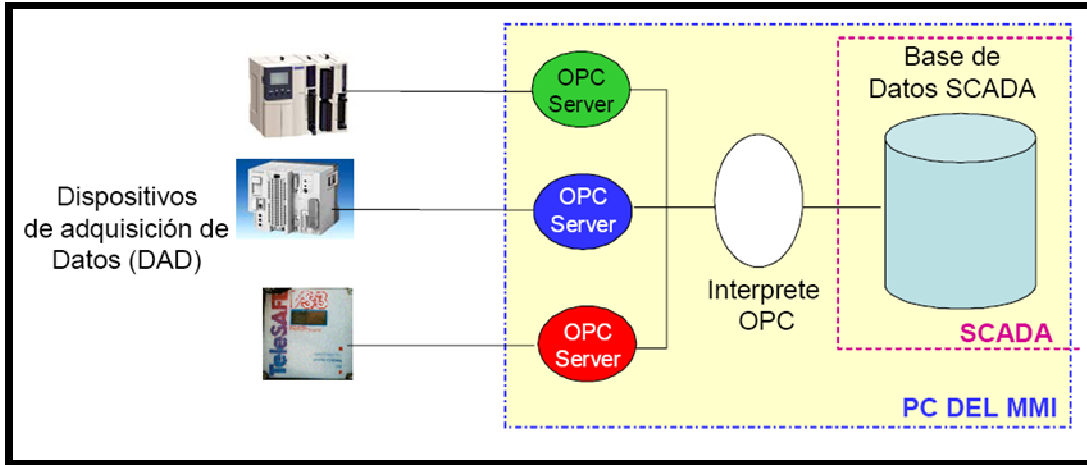 Dispositivos
de adquisición de
Datos (DAD)
TeleSAFE
OPC
Server
OPC
Server
OPC
Server
Interprete
OPC
Base de
Datos SCADA
SCADA
PC DEL MMI